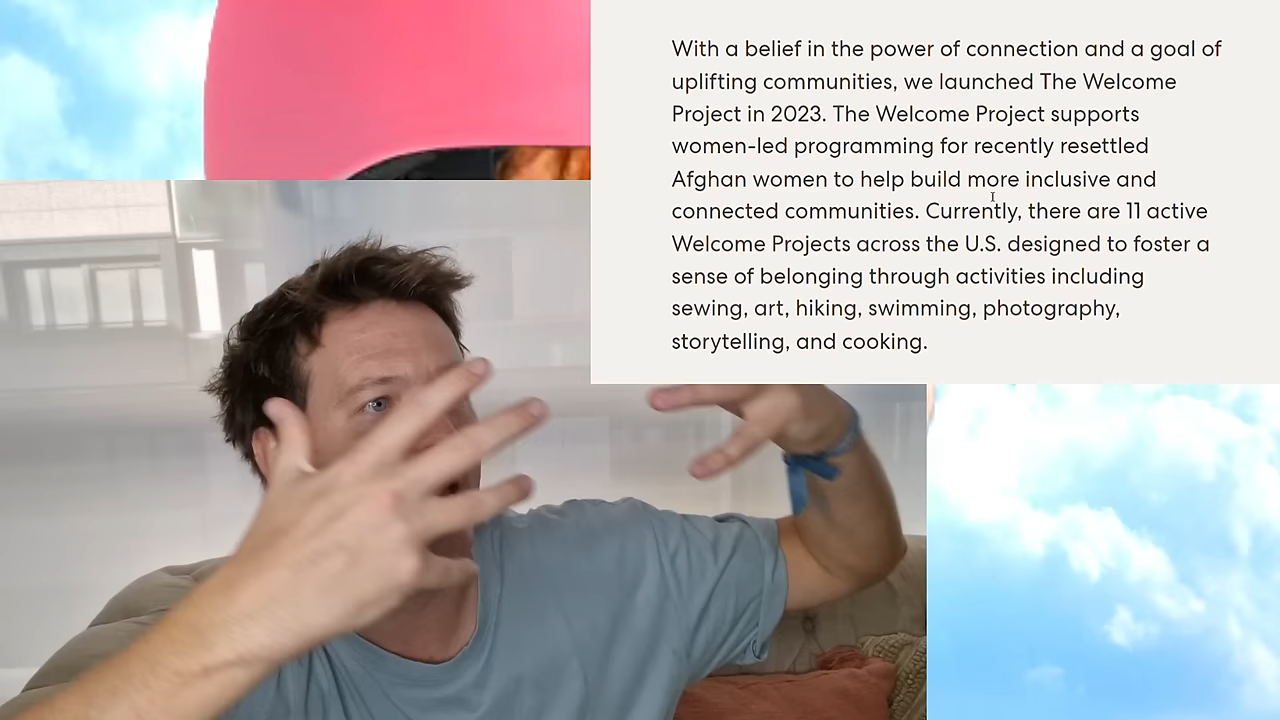 With a belief in the power of connection and a goal of
uplifting communities, we launched The Welcome
Project in 2023. The Welcome Project supports
women-led programming for recently resettled
Afghan women to help build more inclusive and
connected communities. Currently, there are 11 active
Welcome Projects across the U.S. designed to foster a
sense of belonging through activities including
sewing, art, hiking, swimming, photography,
storytelling, and cooking.